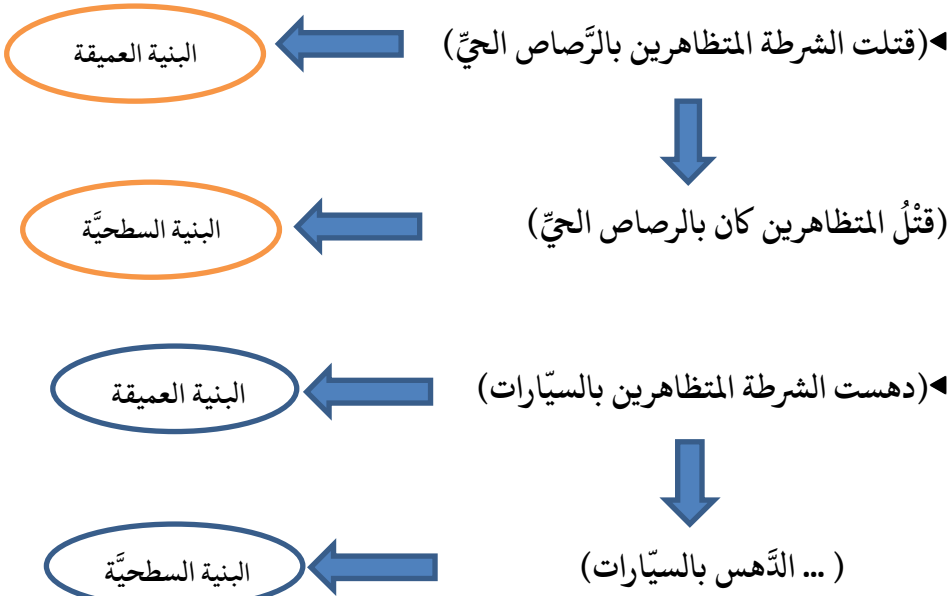 ◄(قتلت الشرطة المتظاهرين بالرَّصاص الحيِّ)
البنية العميقة
(قتْلُ المتظاهرين كان بالرصاص الحيِّ)
البنية السطحيَّة
◄(دهست الشرطة المتظاهرين بالسيّارات)
البنية العميقة
( ... الدَّهس بالسيّارات)
البنية السطحيَّة